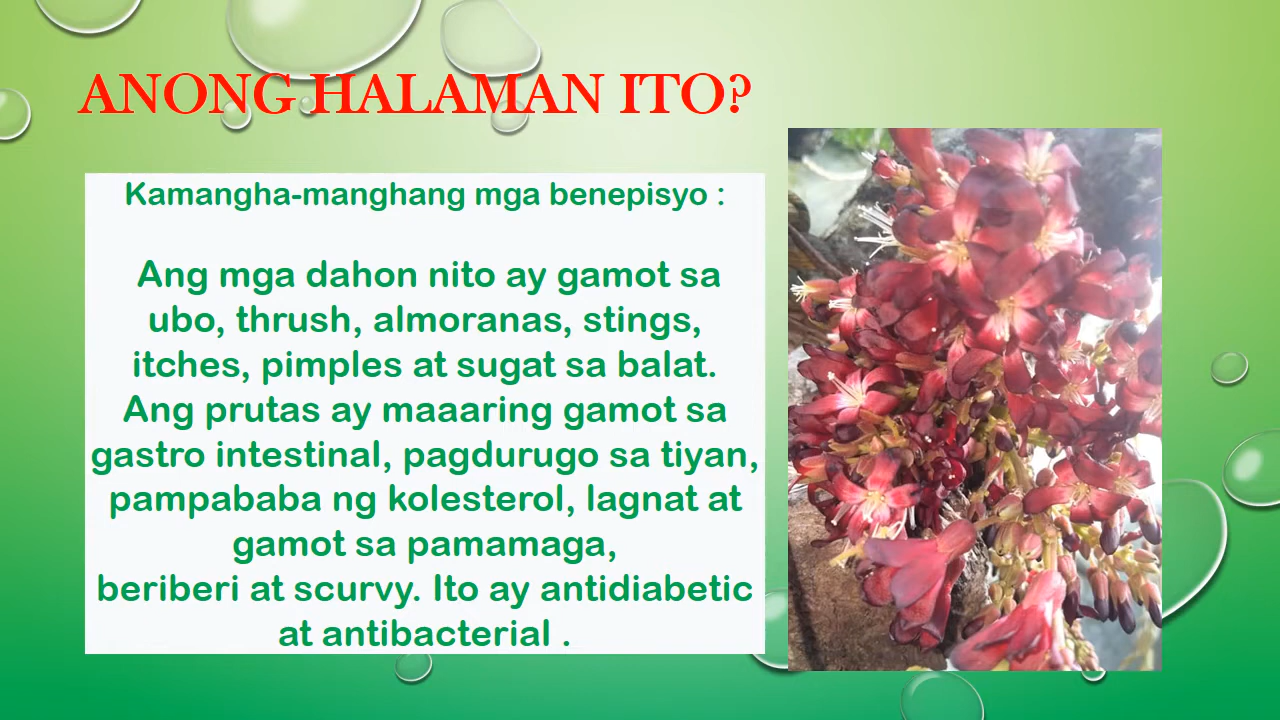 ANONG HALAMAN ITO?
Kamangha-manghang mga benepisyo :
Ang mga dahon nito ay gamot sa
ubo, thrush, almoranas, stings,
itches, pimples at sugat sa balat.
Ang prutas ay maaaring gamot sa
gastro intestinal, pagdurugo sa tiyan,
pampababa ng kolesterol, lagnat at
gamot sa pamamaga,
beriberi at scurvy. Ito ay antidiabetic
at antibacterial .